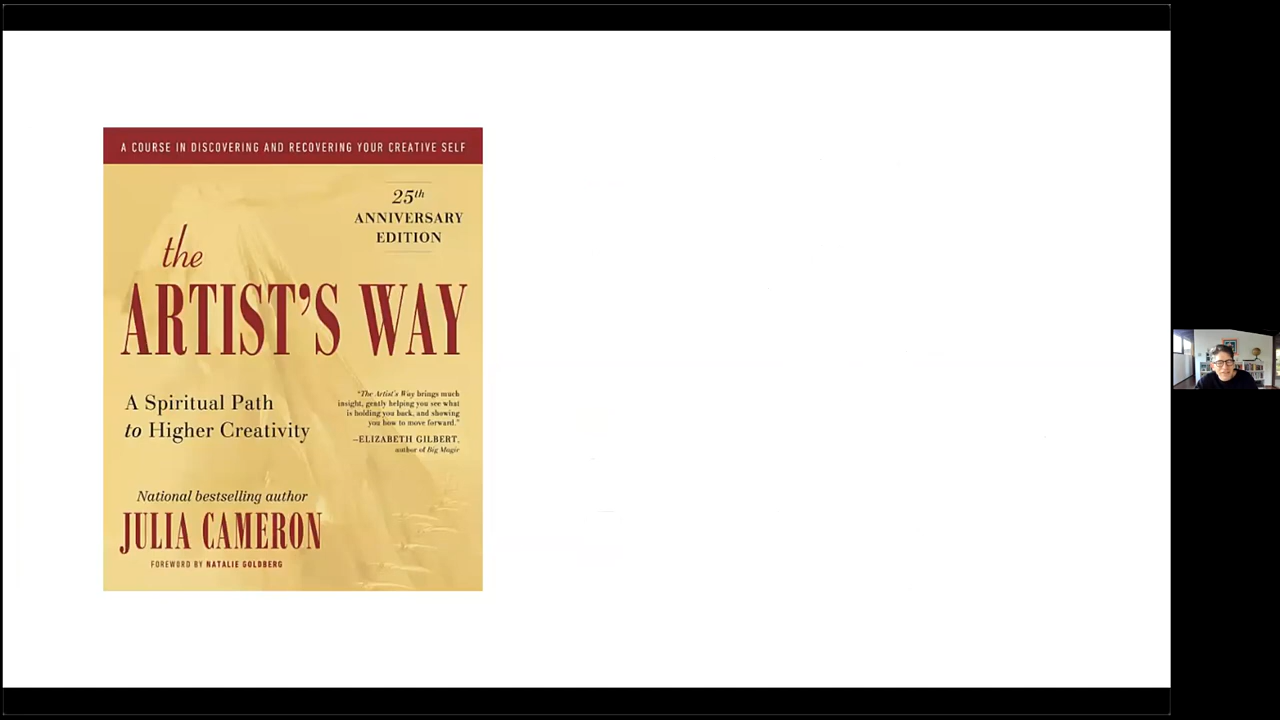 A COURSE IN DISCOVERING AND RECOVERING YOUR CREATIVE SELF
25th
ANNIVERSARY
EDITION
the
ARTIST'S WAY
A Spiritual Path
to Higher Creativity
"The Artist's Way brings much
insight, gently helping you see what
is holding you back, and showing
you how to move forward."
—ELIZABETH GILBERT,
author of Big Magic
National bestselling author
JULIA CAMERON
FOREWORD BY NATALIE GOLDBERG